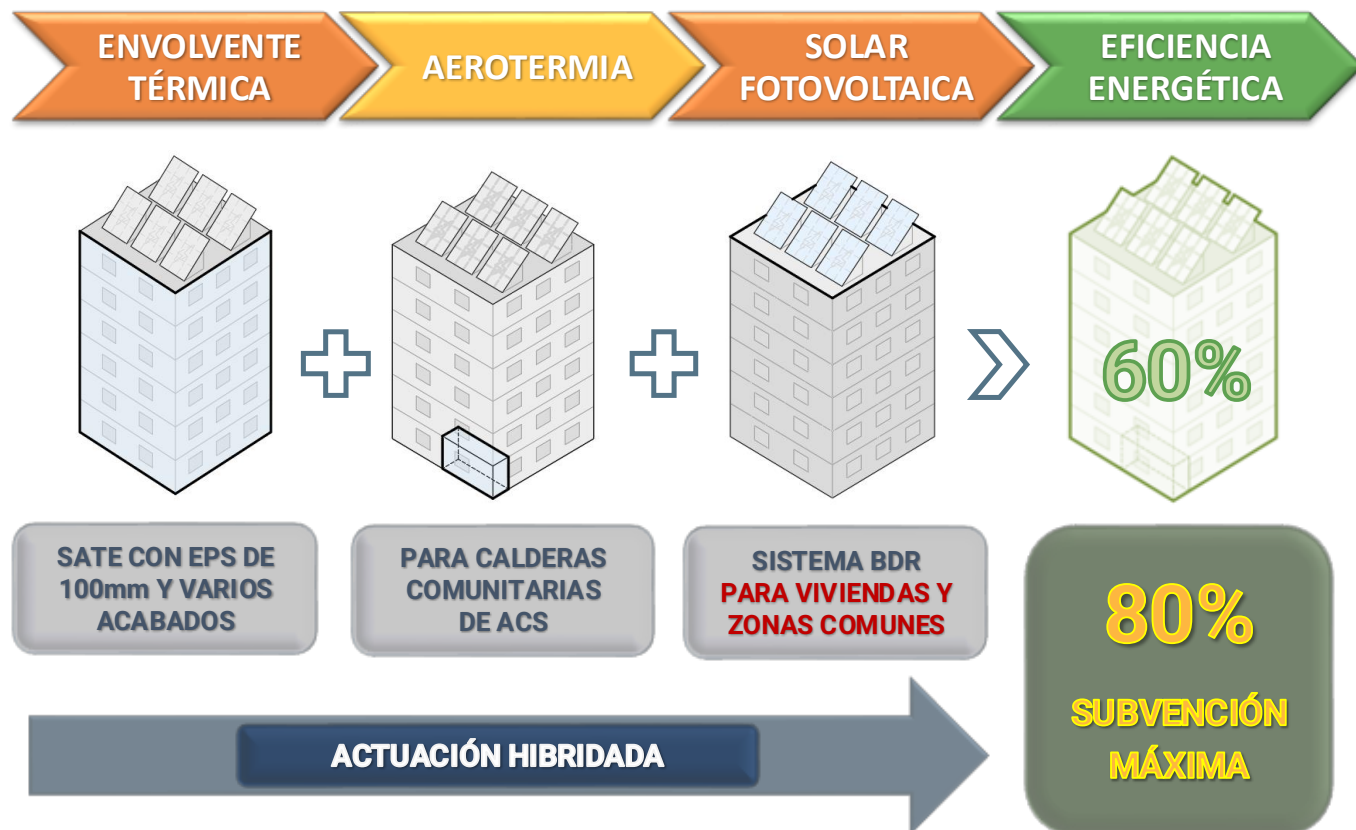 ENVOLVENTE
TÉRMICA
AEROTERMIA
SOLAR
FOTOVOLTAICA
EFICIENCIA
ENERGÉTICA
60%
SATE CON EPS DE
100mm Y VARIOS
ACABADOS
PARA CALDERAS
COMUNITARIAS
DE ACS
SISTEMA BDR
PARA VIVIENDAS Y
ZONAS COMUNES
80%
SUBVENCIÓN
MÁXIMA
ACTUACIÓN HIBRIDADA